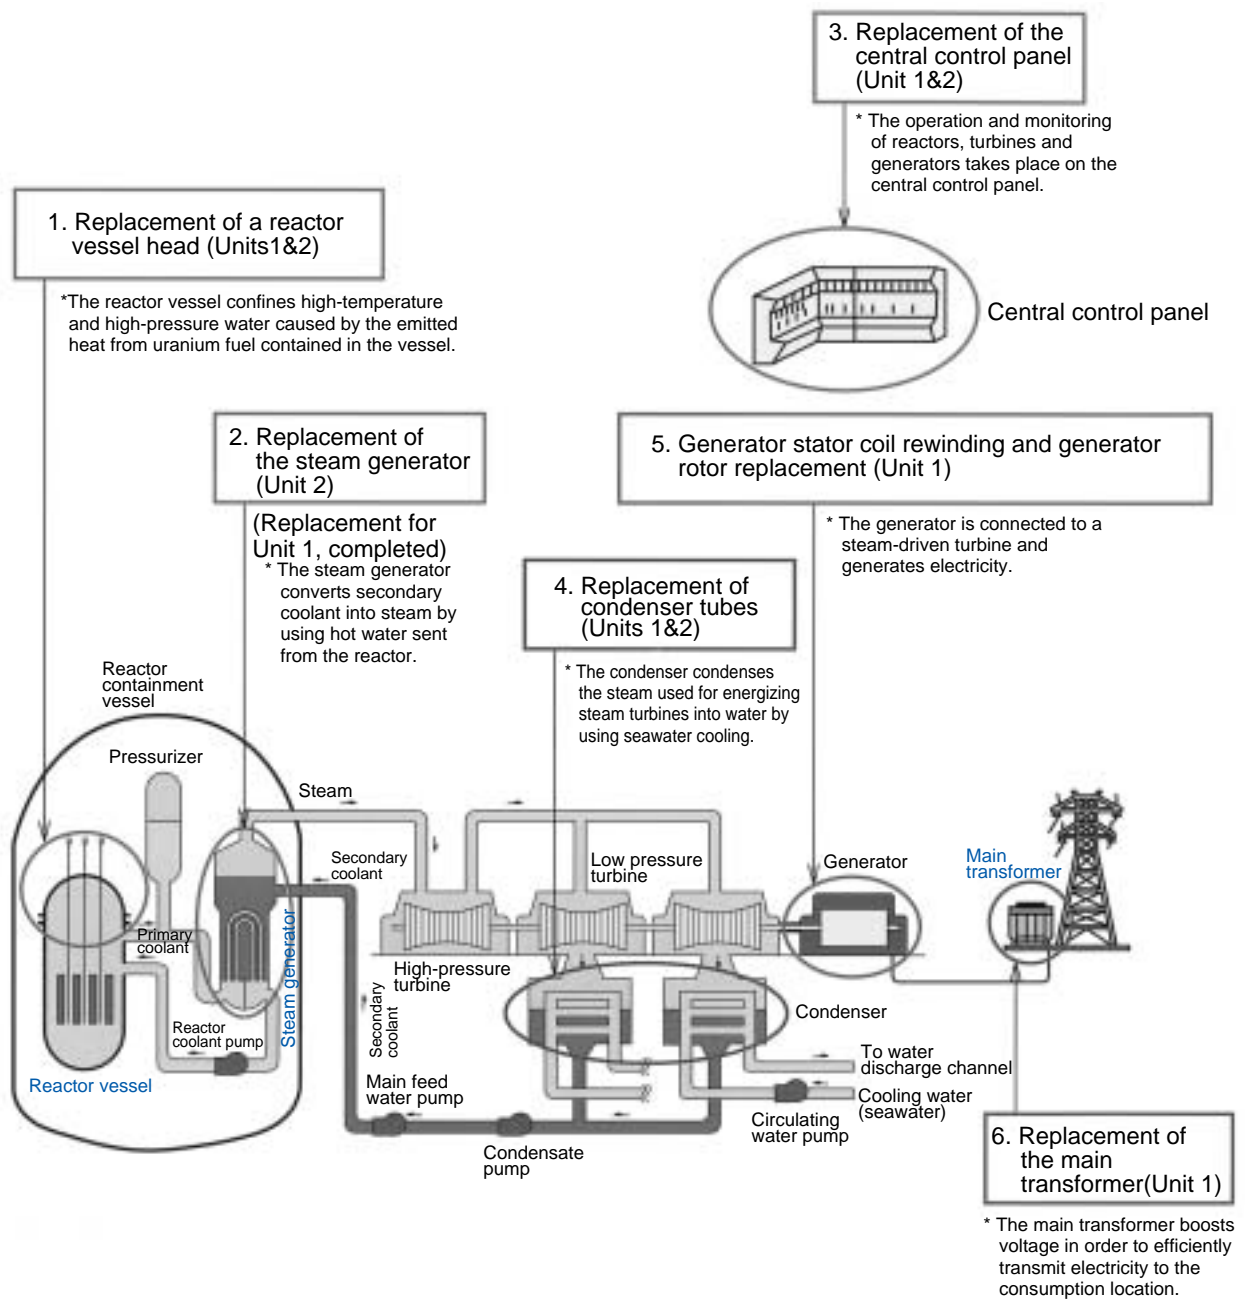 3. Replacement of the
central control panel
(Unit 1&2)
* The operation and monitoring
of reactors, turbines and
generators takes place on the
central control panel.
1. Replacement of a reactor
vessel head (Units1&2)
*The reactor vessel confines high-temperature
and high-pressure water caused by the emitted
heat from uranium fuel contained in the vessel.
Central control panel
2. Replacement of
the steam generator
(Unit 2)
(Replacement for
Unit 1, completed)
* The steam generator
converts secondary
coolant into steam by
using hot water sent
from the reactor.
5. Generator stator coil rewinding and generator
rotor replacement (Unit 1)
* The generator is connected to a
steam-driven turbine and
generates electricity.
4. Replacement of
condenser tubes
(Units 1&2)
* The condenser condenses
the steam used for energizing
steam turbines into water by
using seawater cooling.
Reactor
containment
vessel
Pressurizer
Steam
Secondary
coolant
Low pressure
turbine
Generator
Main
transformer
Primary
coolant
Steam generator
High-pressure
turbine
Secondary
coolant
Condenser
Reactor
coolant pump
Reactor vessel
Main feed
water pump
To water
discharge channel
Cooling water
(seawater)
Circulating
water pump
Condensate
pump
6. Replacement of
the main
transformer(Unit 1)
* The main transformer boosts
voltage in order to efficiently
transmit electricity to the
consumption location.